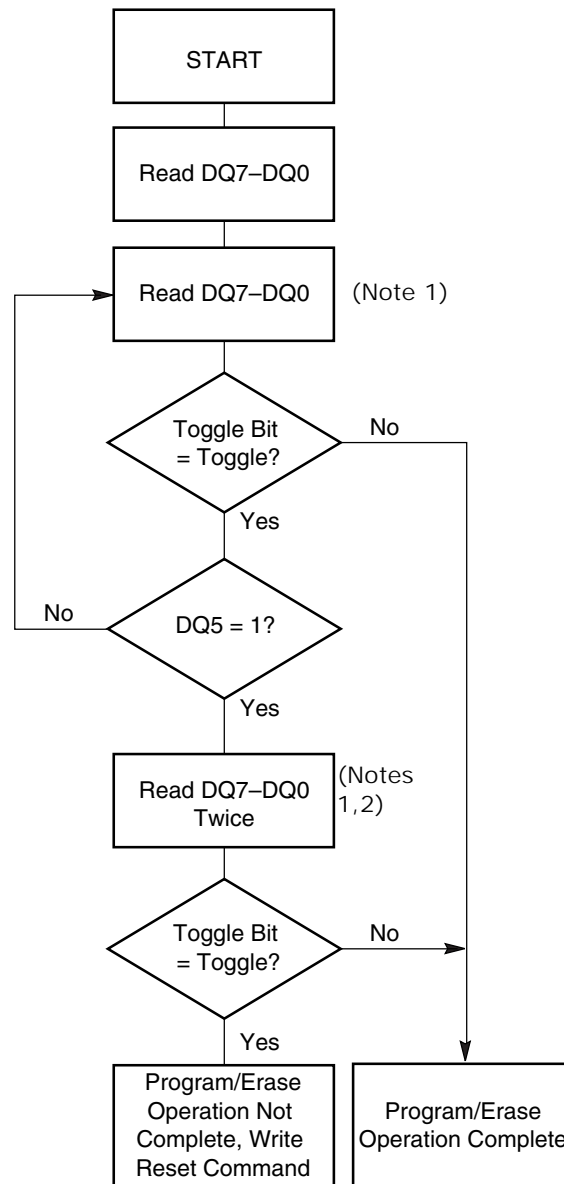 START
Read DQ7–DQ0
Read DQ7–DQ0
(Note 1)
Toggle Bit
= Toggle?
No
Yes
No
DQ5 = 1?
Yes
Read DQ7–DQ0
Twice
(Notes
1,2)
Toggle Bit
= Toggle?
No
Yes
Program/Erase
Operation Not
Complete, Write
Reset Command
Program/Erase
Operation Complete